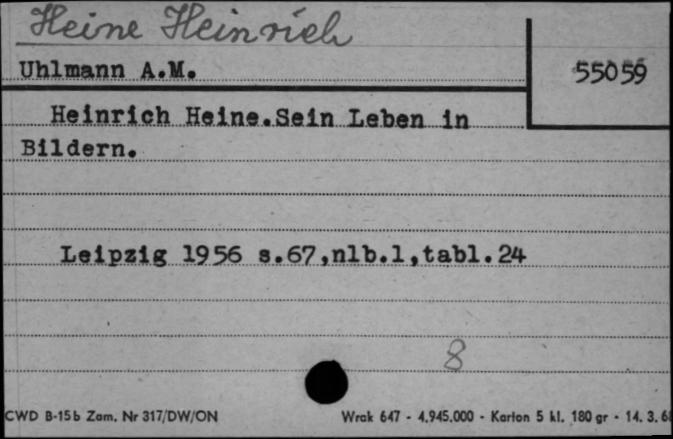 Heine Heinrich
Uhlmann A.M.
55059
Heinrich Heine.Sein Leben in
Bildern.
Leipzig 1956 s.67,nlb.1,tabl.24
8
CWD B-15b Zam. Nr 317/DW/ON
Wrak 647 - 4.945.000 - Karton 5 kl. 180 gr - 14. 3. 6